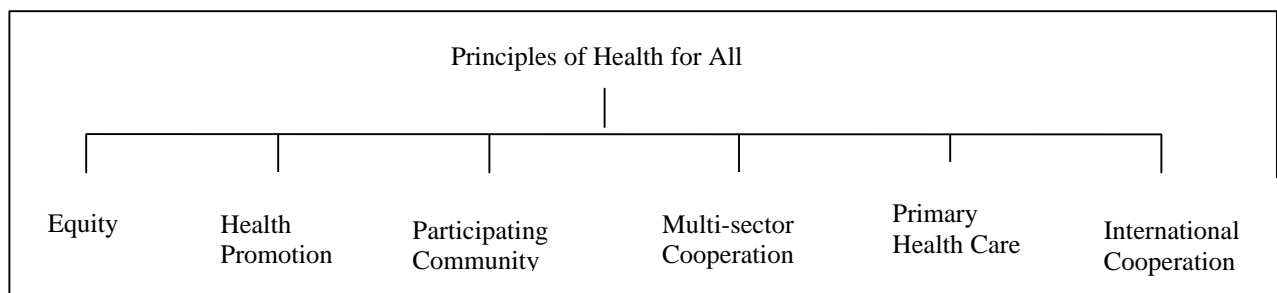 Principles of Health for All
Equity
Health
Promotion
Participating
Community
Multi-sector
Cooperation
Primary
Health Care
International
Cooperation